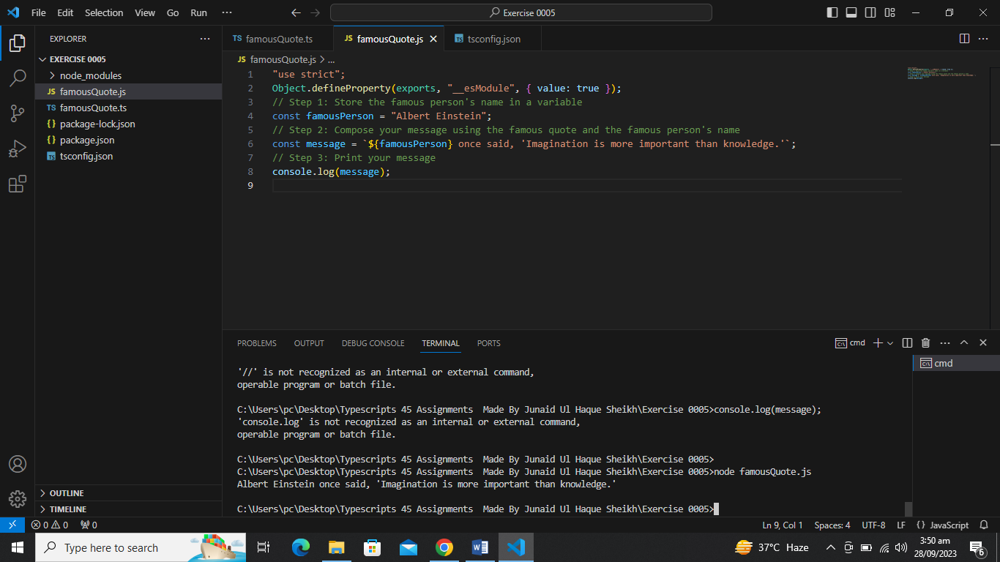 File Edit Selection View Go Run ··· Exercise 0005
EXPLORER ···
EXERCISE 0005
node_modules
JS famousQuote.js
TS famousQuote.ts
{} package-lock.json
{} package.json
TS tsconfig.json
OUTLINE
TIMELINE
TS famousQuote.ts JS famousQuote.js TS tsconfig.json
JS famousQuote.js > ...
1 "use strict";
2 Object.defineProperty(exports, "__esModule", { value: true });
3 // Step 1: Store the famous person's name in a variable
4 const famousPerson = "Albert Einstein";
5 // Step 2: Compose your message using the famous quote and the famous person's name
6 const message = `${famousPerson} once said, 'Imagination is more important than knowledge.'`;
7 // Step 3: Print your message
8 console.log(message);
9
PROBLEMS OUTPUT DEBUG CONSOLE TERMINAL PORTS cmd
cmd
'//' is not recognized as an internal or external command,
operable program or batch file.
C:\Users\pc\Desktop\Typescripts 45 Assignments  Made By Junaid Ul Haque Sheikh\Exercise 0005>console.log(message);
'console.log' is not recognized as an internal or external command,
operable program or batch file.
C:\Users\pc\Desktop\Typescripts 45 Assignments  Made By Junaid Ul Haque Sheikh\Exercise 0005>
C:\Users\pc\Desktop\Typescripts 45 Assignments  Made By Junaid Ul Haque Sheikh\Exercise 0005>node famousQuote.js
Albert Einstein once said, 'Imagination is more important than knowledge.'
C:\Users\pc\Desktop\Typescripts 45 Assignments  Made By Junaid Ul Haque Sheikh\Exercise 0005>
0 0 0 Ln 9, Col 1 Spaces: 4 UTF-8 LF {} JavaScript
Type here to search 37°C Haze 3:50 am
28/09/2023
6